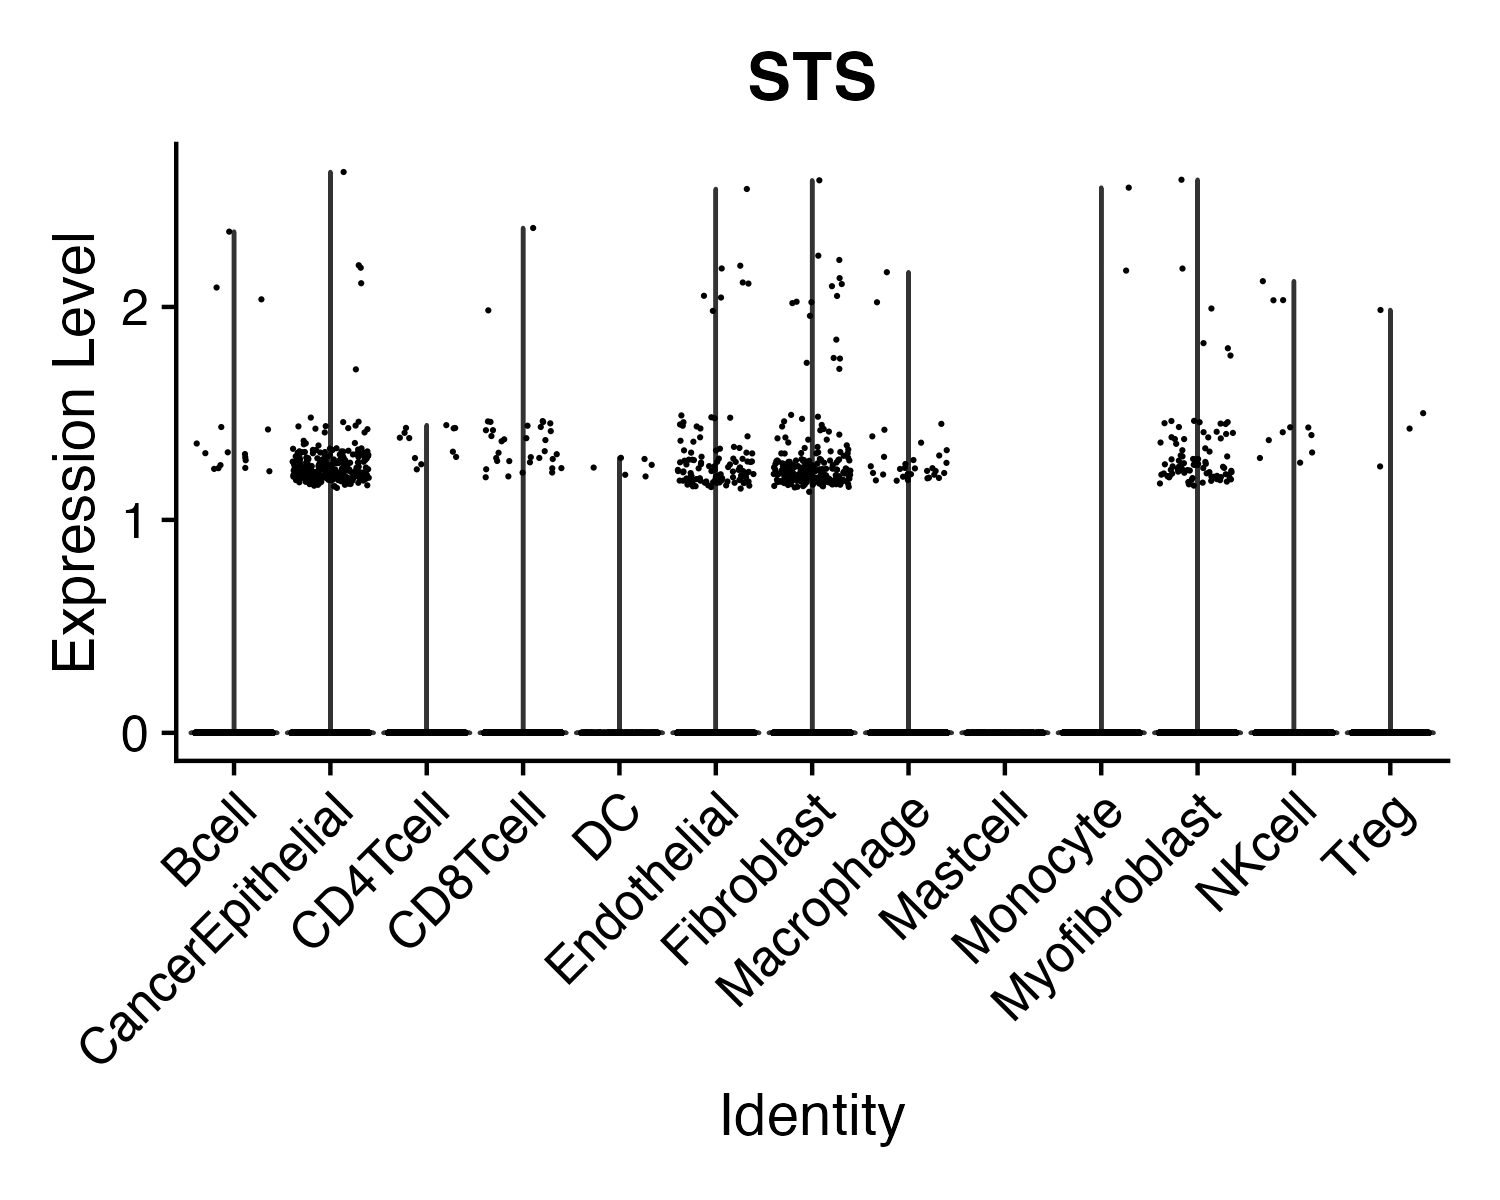 STS
Expression Level
2
1
0
Bcell
CancerEpithelial
CD4Tcell
CD8Tcell
DC
Endothelial
Fibroblast
Macrophage
Mastcell
Monocyte
Myofibroblast
NKcell
Treg
Identity